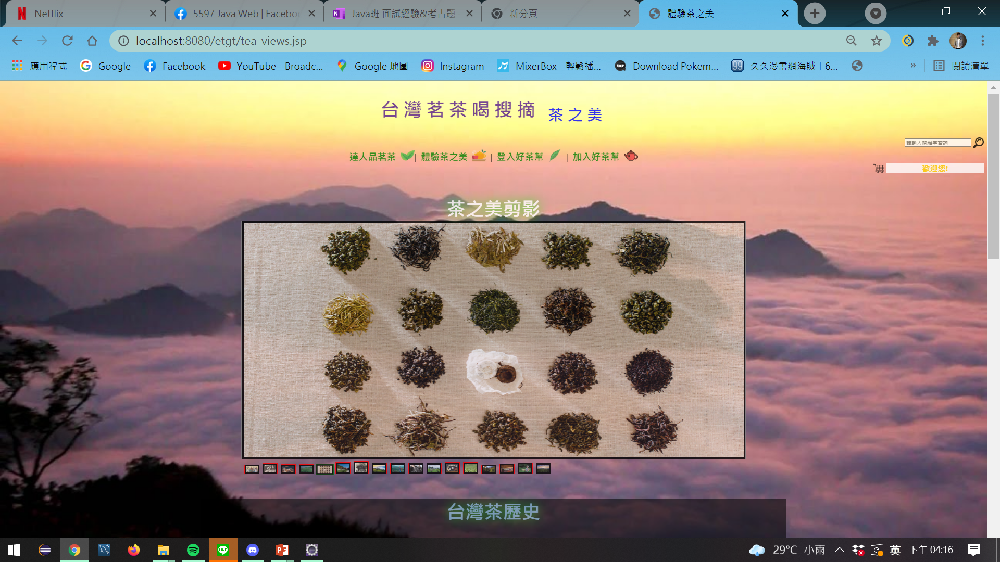 Netflix
5597 Java Web | Faceboo
Java班 面試經驗&考古題
新分頁
體驗茶之美
localhost:8080/etgt/tea_views.jsp
應用程式
Google
Facebook
YouTube - Broadc...
Google 地圖
Instagram
MixerBox - 輕鬆播...
Download Pokem...
久久漫畫網海賊王6...
»
閱讀清單
台灣茗茶喝搜摘 茶之美
請輸入關鍵字查詢
達人品茗茶 | 體驗茶之美 | 登入好茶幫 | 加入好茶幫
歡迎您!
茶之美剪影
台灣茶歷史
29°C 小雨
英
下午 04:16